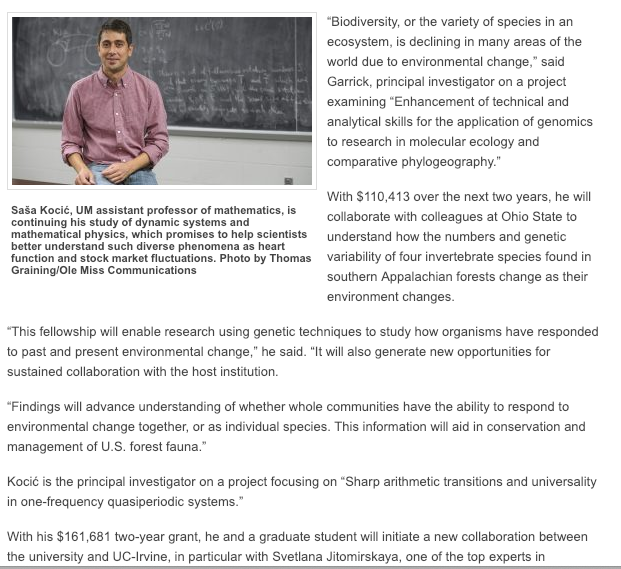 “Biodiversity, or the variety of species in an
ecosystem, is declining in many areas of the
world due to environmental change,” said
Garrick, principal investigator on a project
examining “Enhancement of technical and
analytical skills for the application of genomics
to research in molecular ecology and
comparative phylogeography.”
With $110,413 over the next two years, he will
collaborate with colleagues at Ohio State to
understand how the numbers and genetic
variability of four invertebrate species found in
southern Appalachian forests change as their
environment changes.
Saša Kocić, UM assistant professor of mathematics, is
continuing his study of dynamic systems and
mathematical physics, which promises to help scientists
better understand such diverse phenomena as heart
function and stock market fluctuations. Photo by Thomas
Graining/Ole Miss Communications
“This fellowship will enable research using genetic techniques to study how organisms have responded
to past and present environmental change,” he said. “It will also generate new opportunities for
sustained collaboration with the host institution.
“Findings will advance understanding of whether whole communities have the ability to respond to
environmental change together, or as individual species. This information will aid in conservation and
management of U.S. forest fauna.”
Kocić is the principal investigator on a project focusing on “Sharp arithmetic transitions and universality
in one-frequency quasiperiodic systems.”
With his $161,681 two-year grant, he and a graduate student will initiate a new collaboration between
the university and UC-Irvine, in particular with Svetlana Jitomirskaya, one of the top experts in